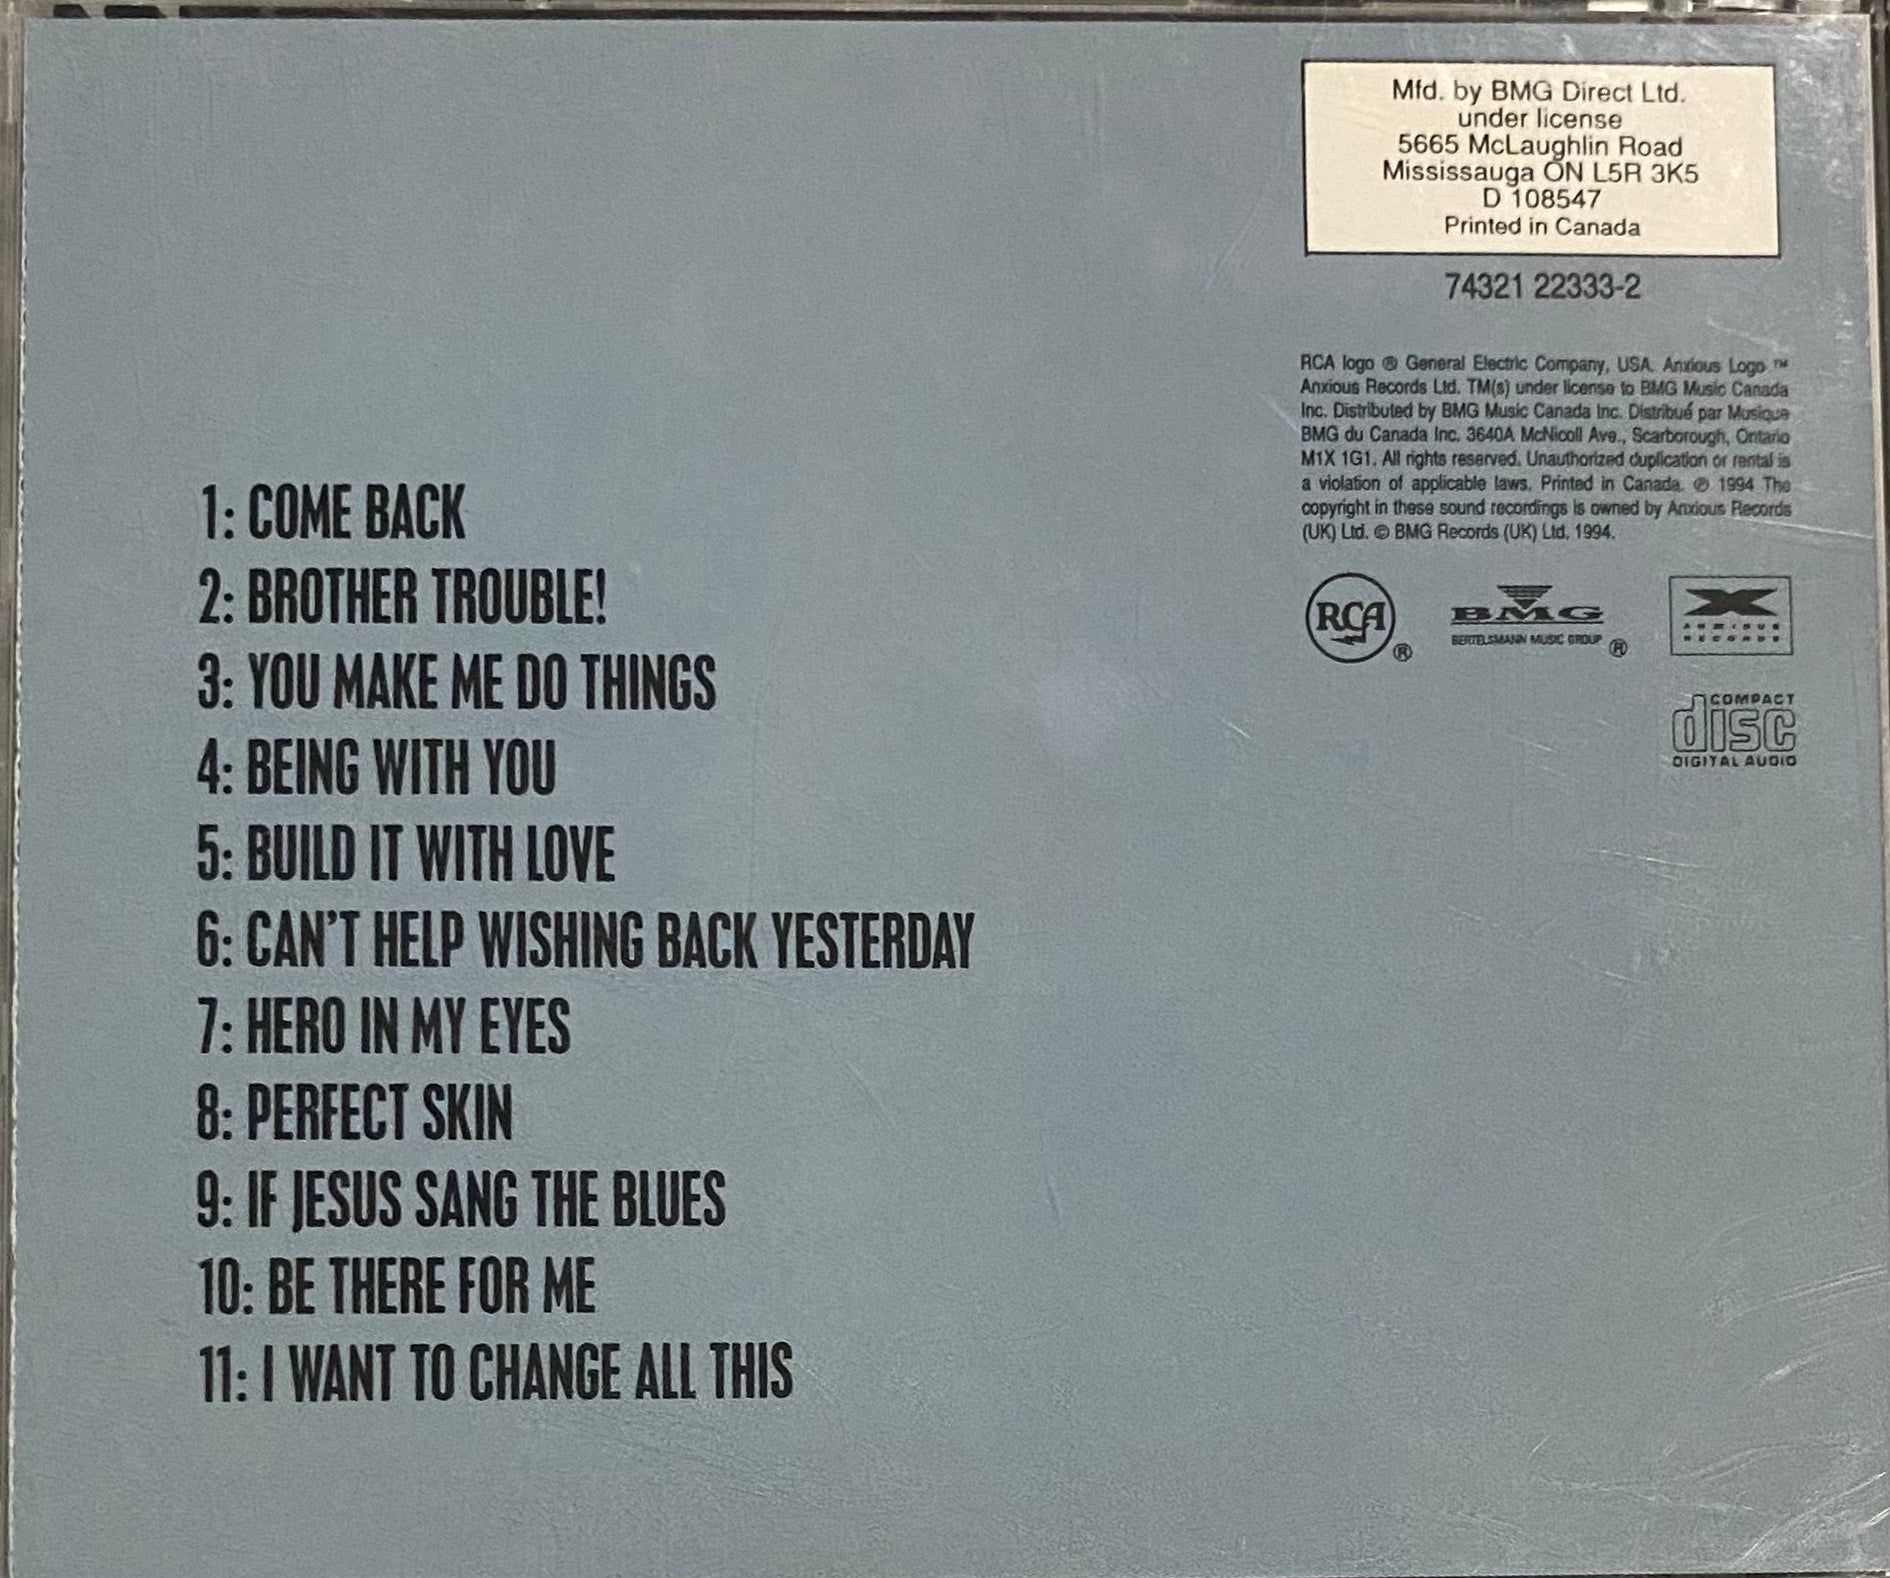 Mfd. by BMG Direct Ltd.
under license
5665 McLaughlin Road
Mississauga ON L5R 3K5
D 108547
Printed in Canada
74321 22333-2
RCA logo ® General Electric Company, USA. Anxious Logo ™
Anxious Records Ltd. TM(s) under license to BMG Music Canada
Inc. Distributed by BMG Music Canada Inc. Distribué par Musique
BMG du Canada Inc. 3640A McNicoll Ave., Scarborough, Ontario
M1X 1G1. All rights reserved. Unauthorized duplication or rental is
a violation of applicable laws. Printed in Canada. ℗ 1994 The
copyright in these sound recordings is owned by Anxious Records
(UK) Ltd. © BMG Records (UK) Ltd. 1994.
RCA ®
BMG
BERTELSMANN MUSIC GROUP ®
X
ANXIOUS
RECORDS
COMPACT
disc
DIGITAL AUDIO
1: COME BACK
2: BROTHER TROUBLE!
3: YOU MAKE ME DO THINGS
4: BEING WITH YOU
5: BUILD IT WITH LOVE
6: CAN'T HELP WISHING BACK YESTERDAY
7: HERO IN MY EYES
8: PERFECT SKIN
9: IF JESUS SANG THE BLUES
10: BE THERE FOR ME
11: I WANT TO CHANGE ALL THIS